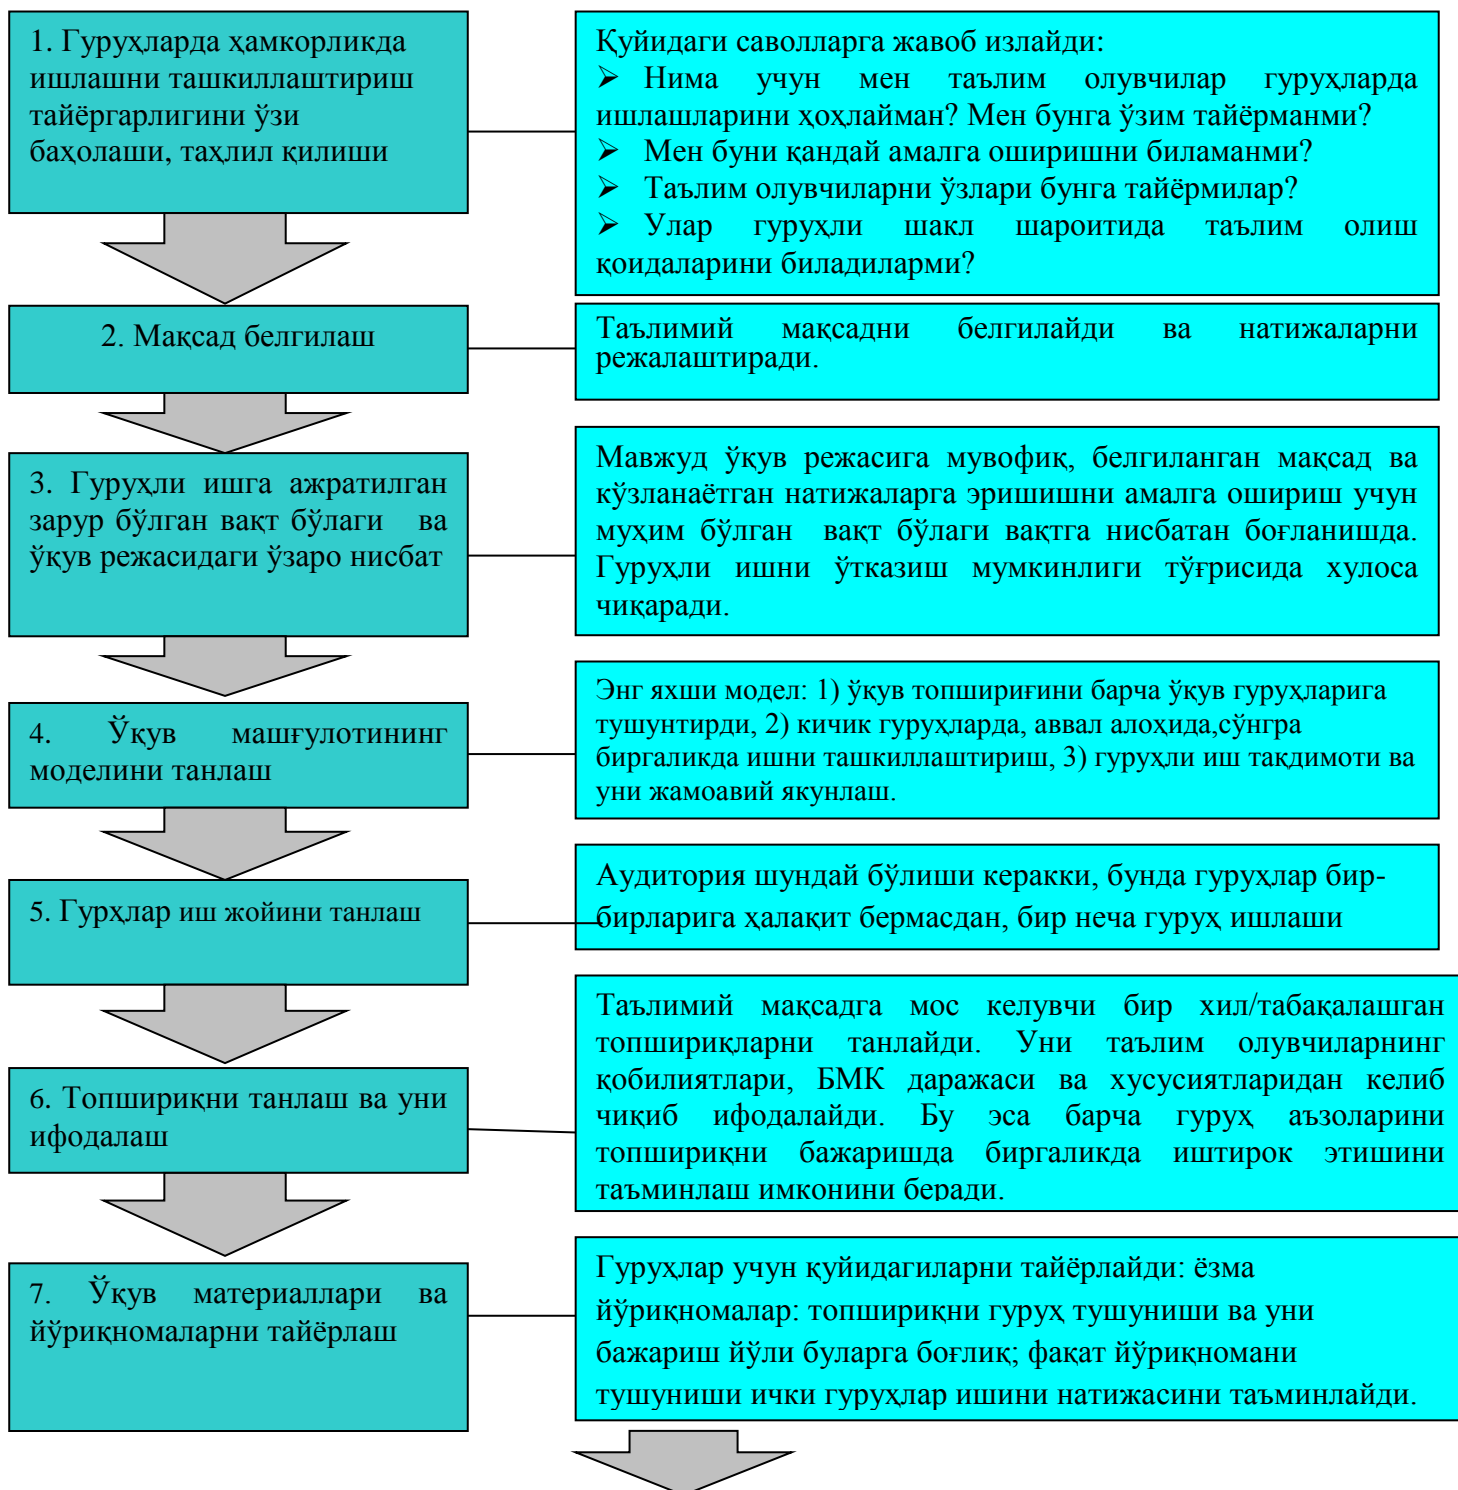 1. Гуруҳларда ҳамкорликда
ишлашни ташкиллаштириш
тайёргарлигини ўзи
баҳолаши, таҳлил қилиши
Қуйидаги саволларга жавоб излайди:
➢ Нима учун мен таълим олувчилар гуруҳларда
ишлашларини ҳоҳлайман? Мен бунга ўзим тайёрманми?
➢ Мен буни қандай амалга оширишни биламанми?
➢ Таълим олувчиларни ўзлари бунга тайёрмилар?
➢ Улар гуруҳли шакл шароитида таълим олиш
қоидаларини биладиларми?
2. Мақсад белгилаш
Таълимий мақсадни белгилайди ва натижаларни
режалаштиради.
3. Гуруҳли ишга ажратилган
зарур бўлган вақт бўлаги ва
ўқув режасидаги ўзаро нисбат
Мавжуд ўқув режасига мувофиқ, белгиланган мақсад ва
кўзланаётган натижаларга эришишни амалга ошириш учун
муҳим бўлган вақт бўлаги вақтга нисбатан боғланишда.
Гуруҳли ишни ўтказиш мумкинлиги тўғрисида хулоса
чиқаради.
4. Ўқув машғулотининг
моделини танлаш
Энг яхши модел: 1) ўқув топшириғини барча ўқув гуруҳларига
тушунтирди, 2) кичик гуруҳларда, аввал алоҳида,сўнгра
биргаликда ишни ташкиллаштириш, 3) гуруҳли иш тақдимоти ва
уни жамоавий якунлаш.
5. Гурҳлар иш жойини танлаш
Аудитория шундай бўлиши керакки, бунда гуруҳлар бир-
бирларига ҳалақит бермасдан, бир неча гуруҳ ишлаши
6. Топшириқни танлаш ва уни
ифодалаш
Таълимий мақсадга мос келувчи бир хил/табақалашган
топшириқларни танлайди. Уни таълим олувчиларнинг
қобилиятлари, БМК даражаси ва хусусиятларидан келиб
чиқиб ифодалайди. Бу эса барча гуруҳ аъзоларини
топшириқни бажаришда биргаликда иштирок этишини
таъминлаш имконини беради.
7. Ўқув материаллари ва
йўриқномаларни тайёрлаш
Гуруҳлар учун қуйидагиларни тайёрлайди: ёзма
йўриқномалар: топшириқни гуруҳ тушуниши ва уни
бажариш йўли буларга боғлиқ; фақат йўриқномани
тушуниши ички гуруҳлар ишини натижасини таъминлайди.